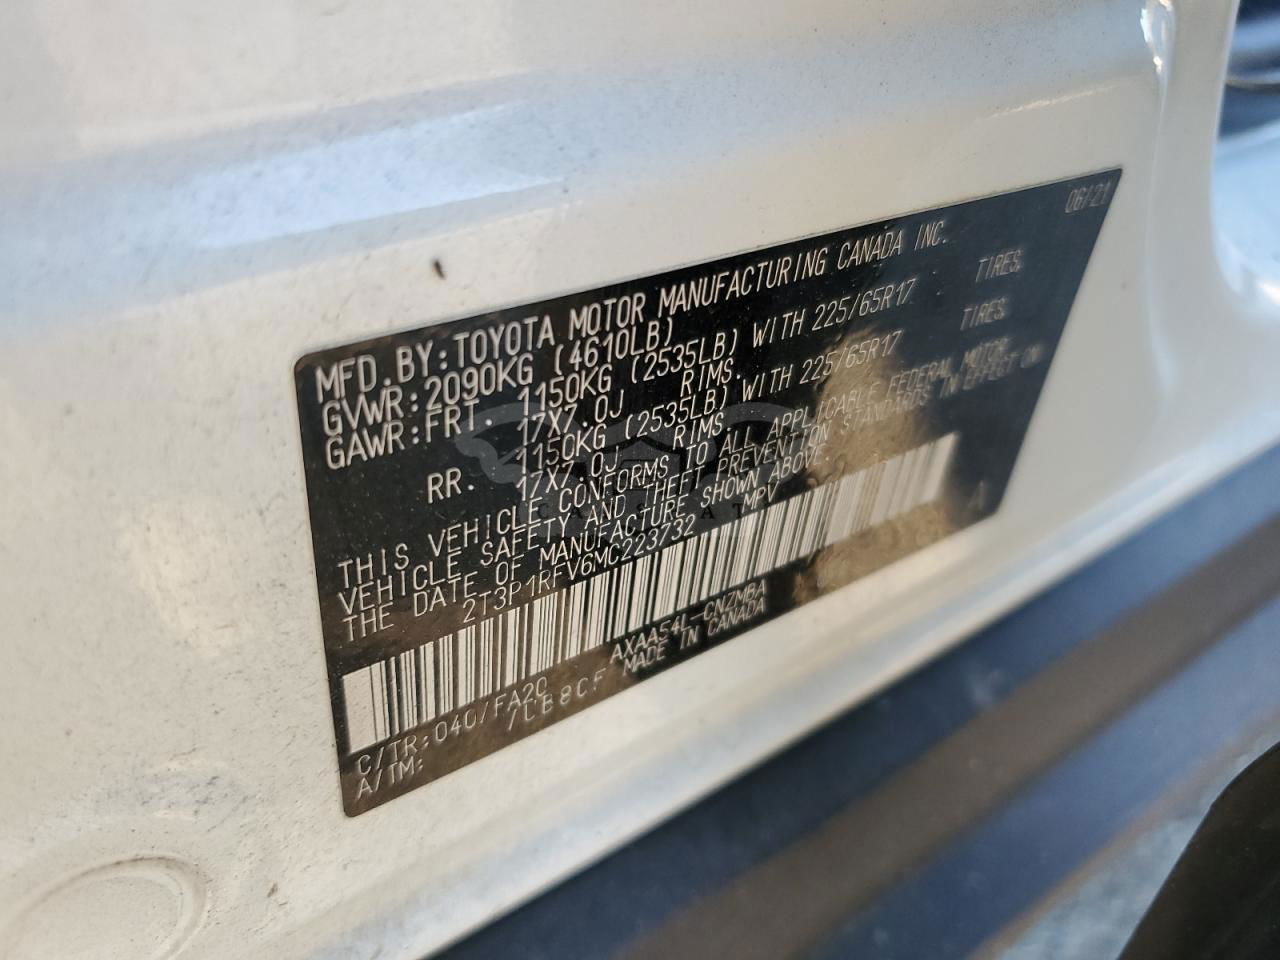 06/21
MFD.BY:TOYOTA MOTOR MANUFACTURING CANADA INC.
GVWR:2090KG (4610LB)
GAWR:FRT. 1150KG (2535LB) WITH 225/65R17 TIRES,
17X7.0J RIMS.
RR. 1150KG (2535LB) WITH 225/65R17 TIRES,
17X7.0J RIMS.
THIS VEHICLE CONFORMS TO ALL APPLICABLE FEDERAL MOTOR
VEHICLE SAFETY AND THEFT PREVENTION STANDARDS IN EFFECT ON
THE DATE OF MANUFACTURE SHOWN ABOVE.
2T3P1RFV6MC223732 MPV
A
C/TR:040/FA20 AXAA54L-CNZMBA
A/TM: /CB8CF MADE IN CANADA